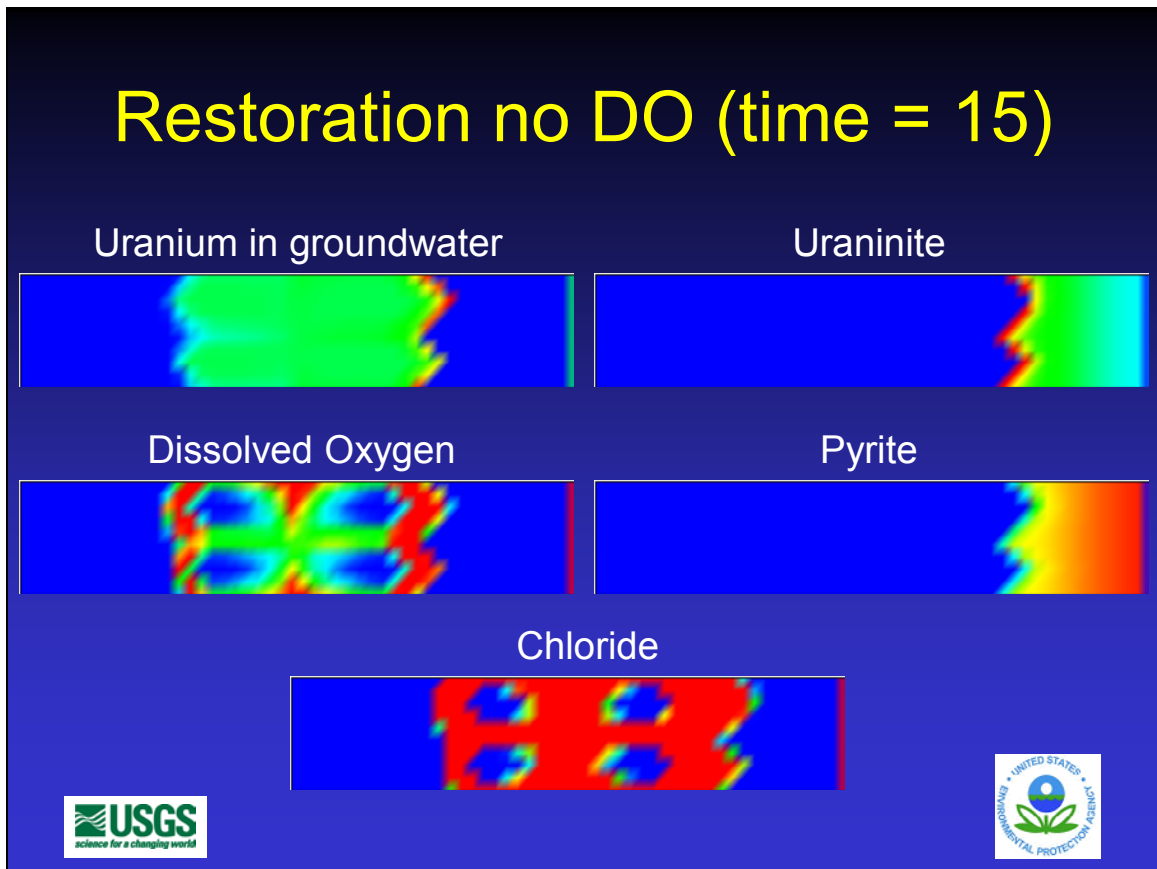 Restoration no DO (time = 15)
Uranium in groundwater
Uraninite
Dissolved Oxygen
Pyrite
Chloride
USGS
science for a changing world
UNITED STATES
ENVIRONMENTAL PROTECTION AGENCY